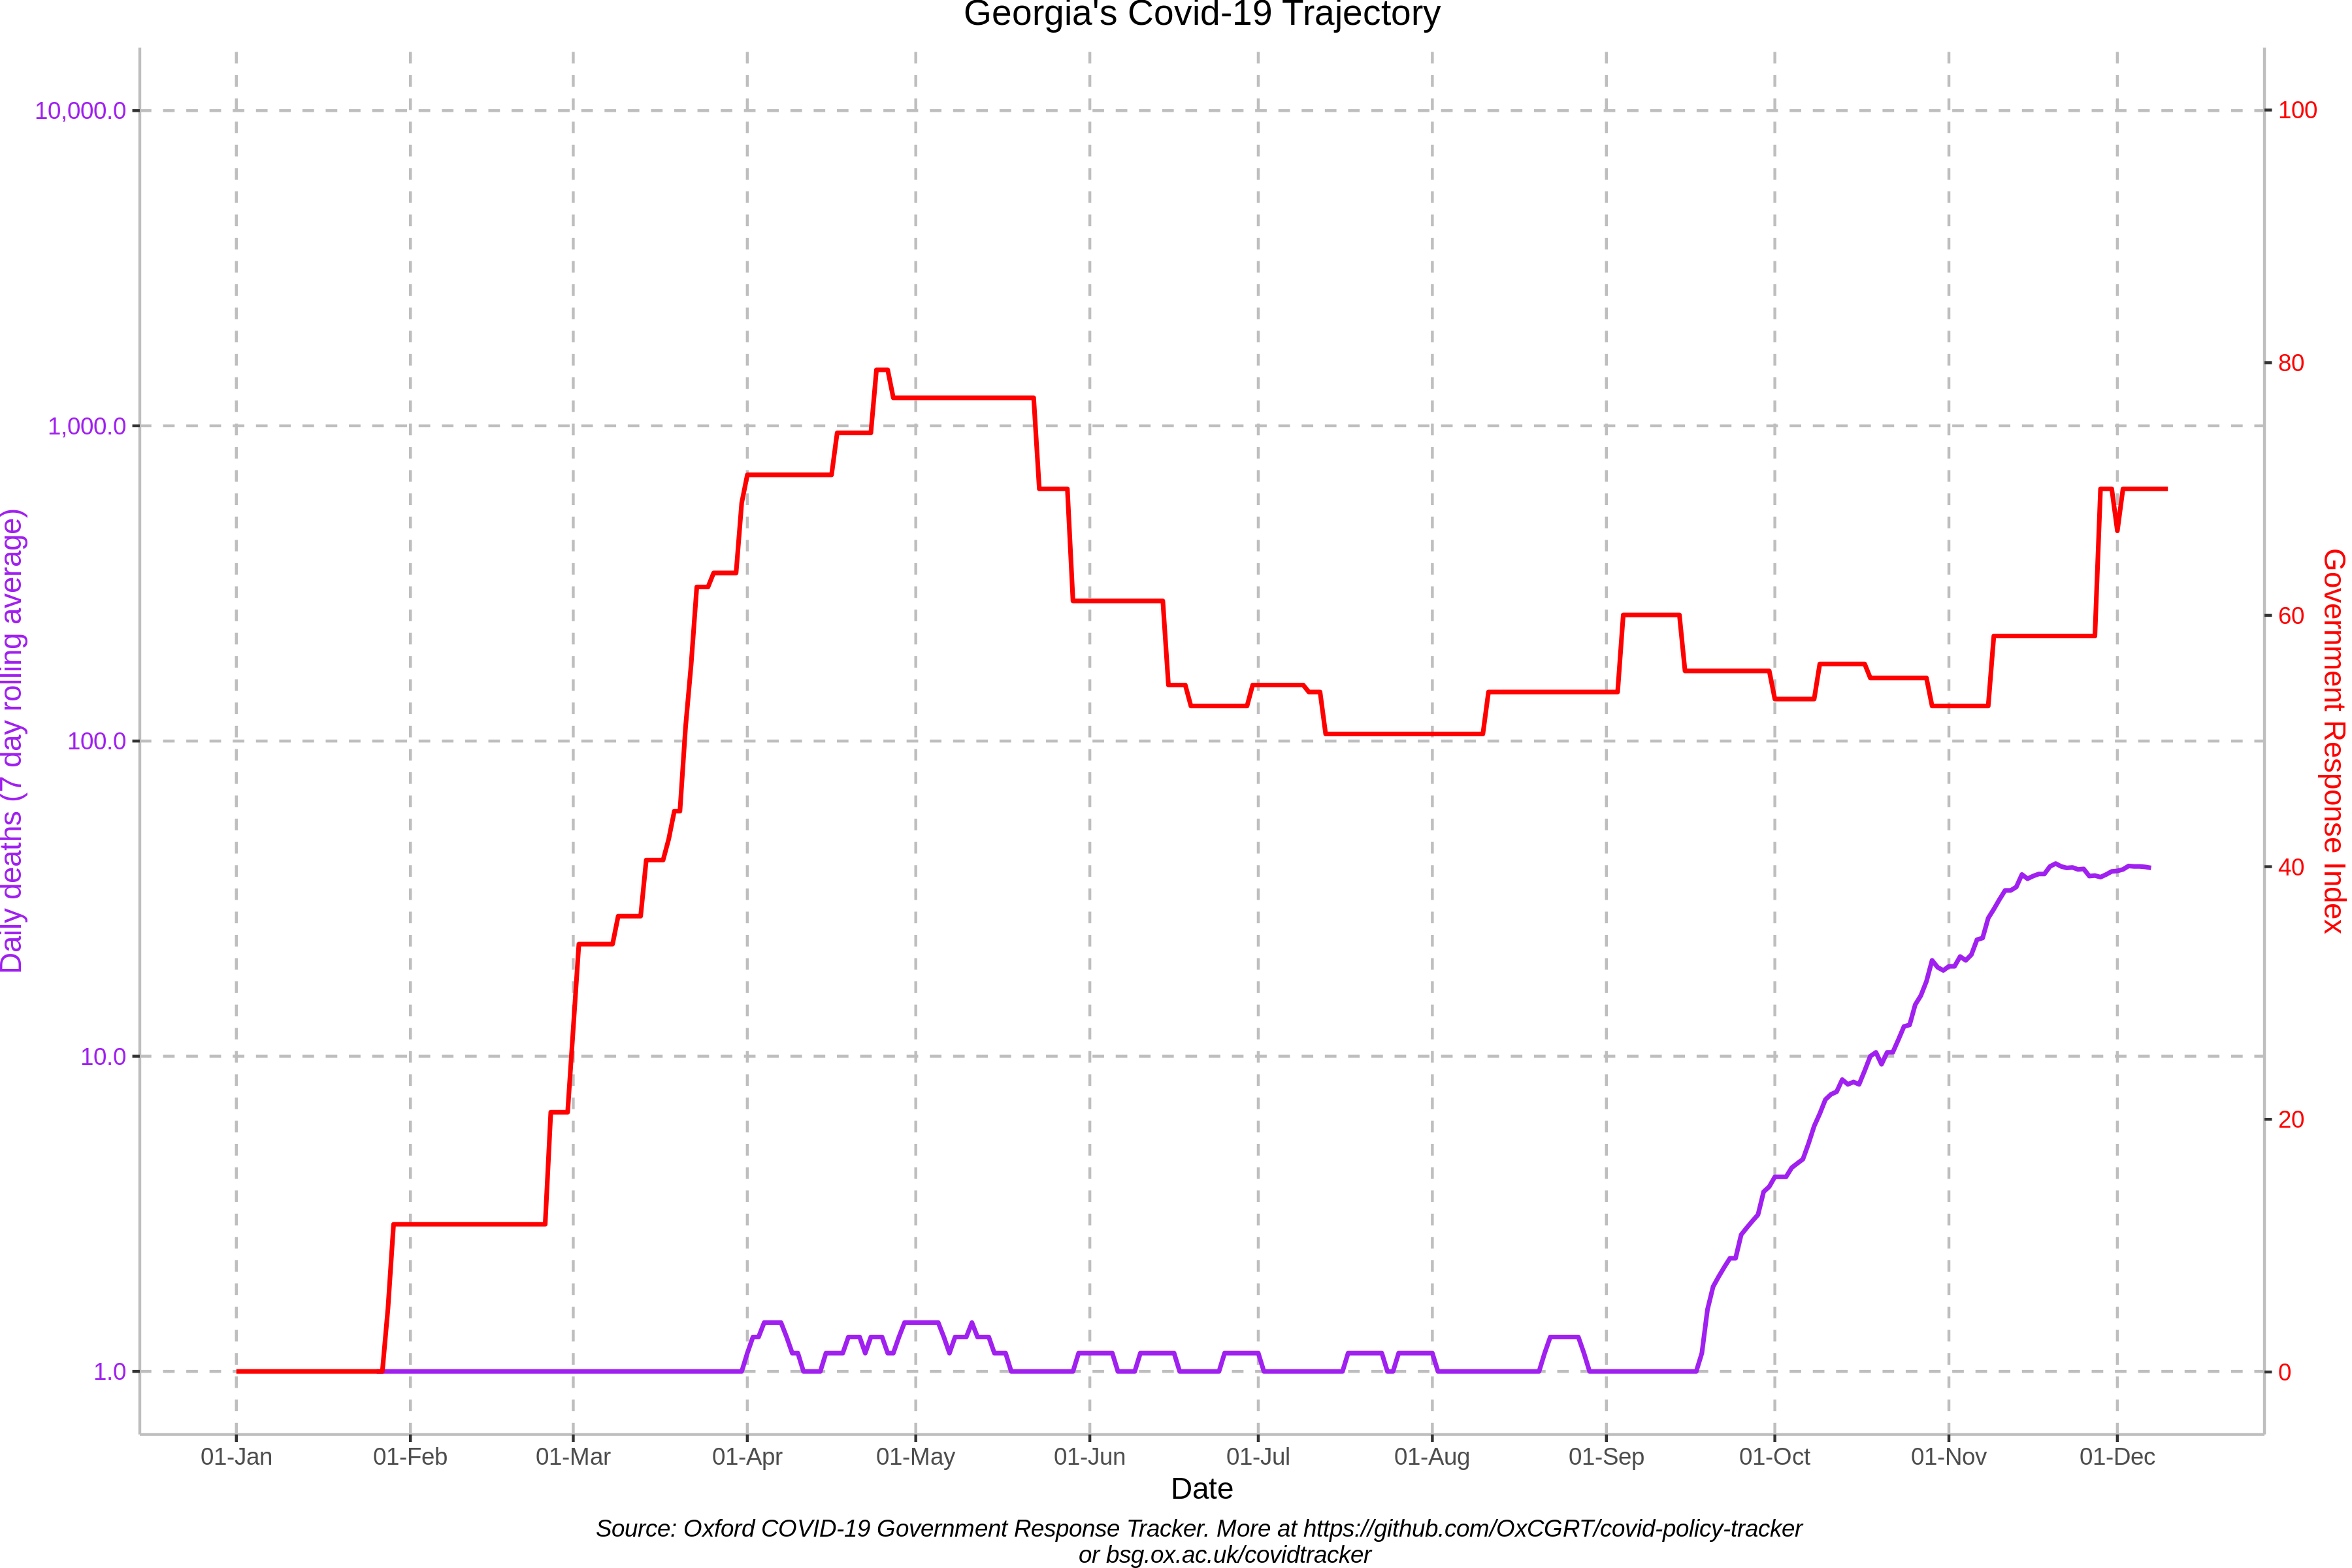 Georgia's Covid-19 Trajectory
10,000.0
1,000.0
100.0
10.0
1.0
Daily deaths (7 day rolling average)
100
80
60
40
20
0
Government Response Index
01-Jan 01-Feb 01-Mar 01-Apr 01-May 01-Jun 01-Jul 01-Aug 01-Sep 01-Oct 01-Nov 01-Dec
Date
Source: Oxford COVID-19 Government Response Tracker. More at https://github.com/OxCGRT/covid-policy-tracker
or bsg.ox.ac.uk/covidtracker